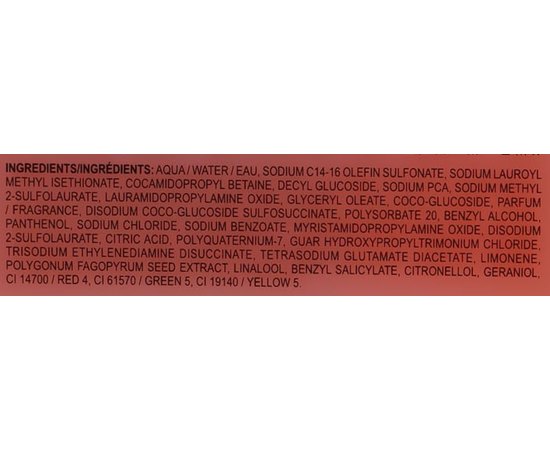 INGREDIENTS/INGRÉDIENTS: AQUA / WATER / EAU, SODIUM C14-16 OLEFIN SULFONATE, SODIUM LAUROYL
METHYL ISETHIONATE, COCAMIDOPROPYL BETAINE, DECYL GLUCOSIDE, SODIUM PCA, SODIUM METHYL
2-SULFOLAURATE, LAURAMIDOPROPYLAMINE OXIDE, GLYCERYL OLEATE, COCO-GLUCOSIDE, PARFUM
/ FRAGRANCE, DISODIUM COCO-GLUCOSIDE SULFOSUCCINATE, POLYSORBATE 20, BENZYL ALCOHOL,
PANTHENOL, SODIUM CHLORIDE, SODIUM BENZOATE, MYRISTAMIDOPROPYLAMINE OXIDE, DISODIUM
2-SULFOLAURATE, CITRIC ACID, POLYQUATERNIUM-7, GUAR HYDROXYPROPYLTRIMONIUM CHLORIDE,
TRISODIUM ETHYLENEDIAMINE DISUCCINATE, TETRASODIUM GLUTAMATE DIACETATE, LIMONENE,
POLYGONUM FAGOPYRUM SEED EXTRACT, LINALOOL, BENZYL SALICYLATE, CITRONELLOL, GERANIOL,
CI 14700 / RED 4, CI 61570 / GREEN 5, CI 19140 / YELLOW 5.